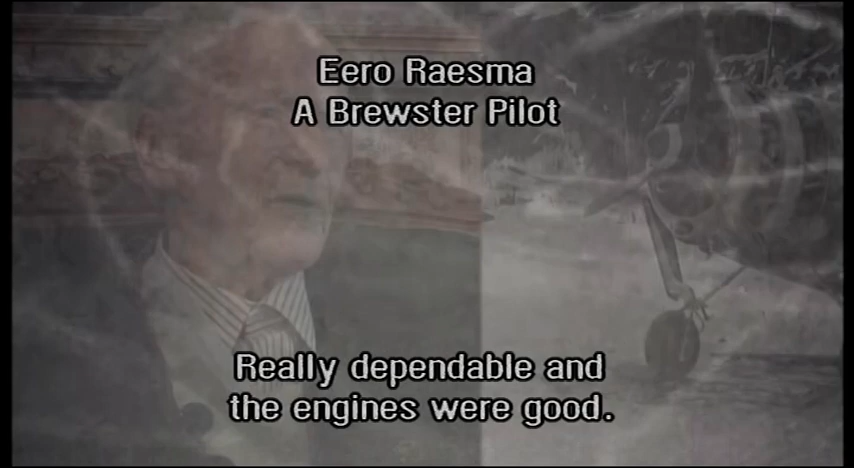 Eero Raesma
A Brewster Pilot
Really dependable and
the engines were good.